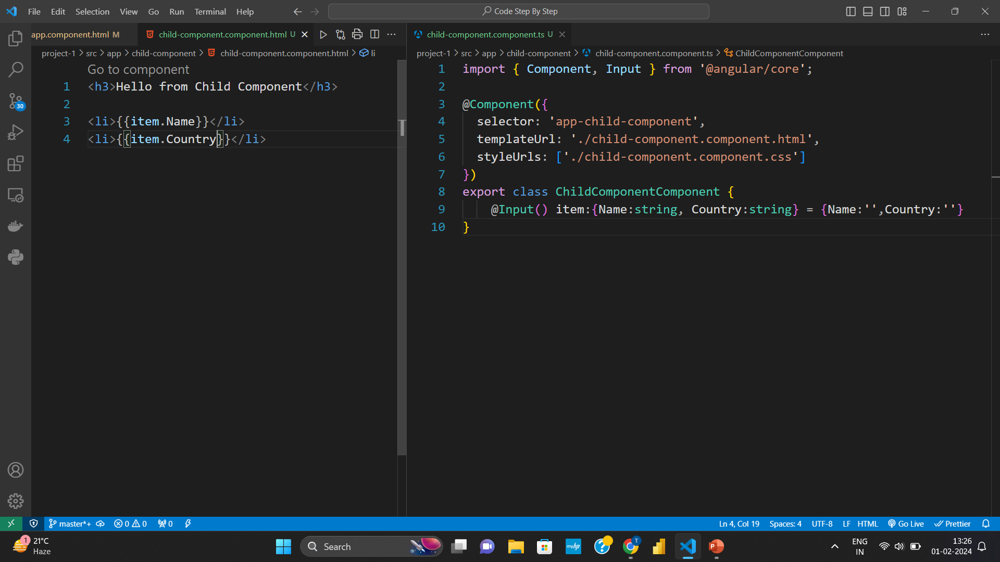 File Edit Selection View Go Run Terminal Help
Code Step By Step
app.component.html M
child-component.component.html U
child-component.component.ts U
project-1 > src > app > child-component > child-component.component.html > li
Go to component
1 <h3>Hello from Child Component</h3>
2
3 <li>{{item.Name}}</li>
4 <li>{{item.Country}}</li>
project-1 > src > app > child-component > child-component.component.ts > ChildComponentComponent
1 import { Component, Input } from '@angular/core';
2
3 @Component({
4 selector: 'app-child-component',
5 templateUrl: './child-component.component.html',
6 styleUrls: ['./child-component.component.css']
7 })
8 export class ChildComponentComponent {
9 @Input() item:{Name:string, Country:string} = {Name:'',Country:''}
10 }
30
master*+ 0 0 0
Ln 4, Col 19 Spaces: 4 UTF-8 LF HTML Go Live Prettier
1
21°C
Haze
Search
myhp
?
T
P
ENG
IN
13:26
01-02-2024